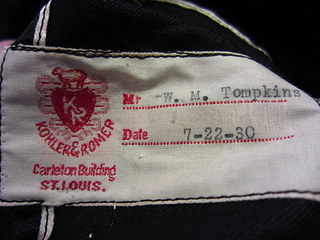 KR
KOHLER & ROMER
Carleton Building
ST. LOUIS.
Mr W. M. Tompkins
Date 7-22-30